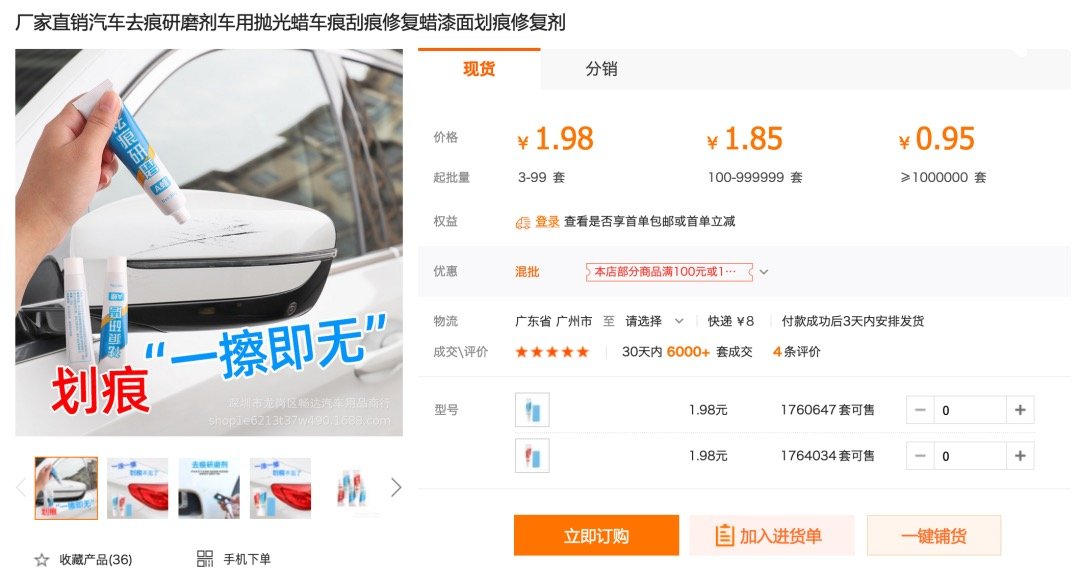 厂家直销汽车去痕研磨剂车用抛光蜡车痕刮痕修复蜡漆面划痕修复剂
现货 分销
价格 ¥ 1.98 ¥ 1.85 ¥ 0.95
起批量 3-99 套 100-999999 套 ≥1000000 套
权益 登录 查看是否享首单包邮或首单立减
优惠 混批 本店部分商品满100元或1···
物流 广东省 广州市 至 请选择 快递 ¥8 付款成功后3天内安排发货
成交\评价 30天内 6000+ 套成交 4 条评价
型号 1.98元 1760647 套可售 − 0 +
1.98元 1764034 套可售 − 0 +
立即订购 加入进货单 一键铺货
痕研
A蜡
划痕
“一擦即无”
深圳市龙岗区畅选汽车用品商行
shop1e6213t37w490.1688.com
去痕研磨剂
收藏产品(36) 手机下单